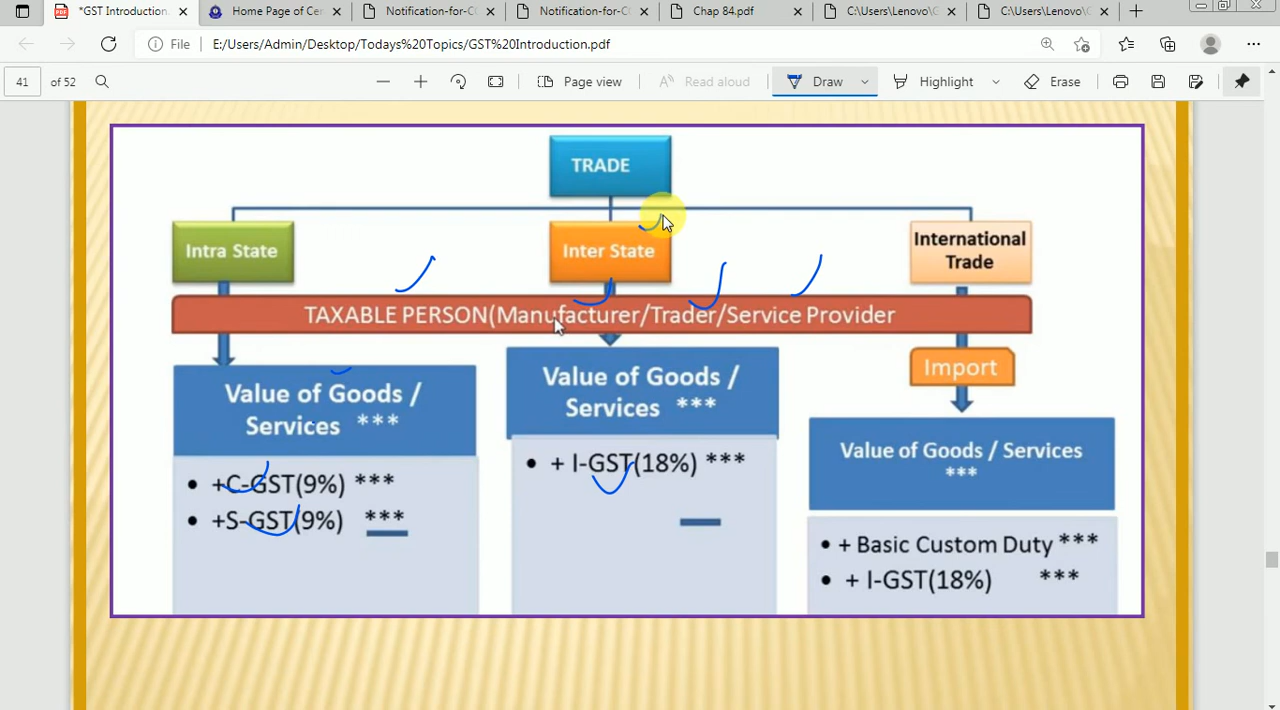 *GST Introduction.
Home Page of Cen
Notification-for-CG
Notification-for-CG
Chap 84.pdf
C:\Users\Lenovo\G
C:\Users\Lenovo\G
File
E:/Users/Admin/Desktop/Todays%20Topics/GST%20Introduction.pdf
41 of 52
Page view
Read aloud
Draw
Highlight
Erase
TRADE
Intra State
Inter State
International
Trade
TAXABLE PERSON(Manufacturer/Trader/Service Provider
Import
Value of Goods /
Services ***
• +C-GST(9%) ***
• +S-GST(9%) ***
Value of Goods /
Services ***
• + I-GST(18%) ***
Value of Goods / Services
***
• + Basic Custom Duty ***
• + I-GST(18%) ***